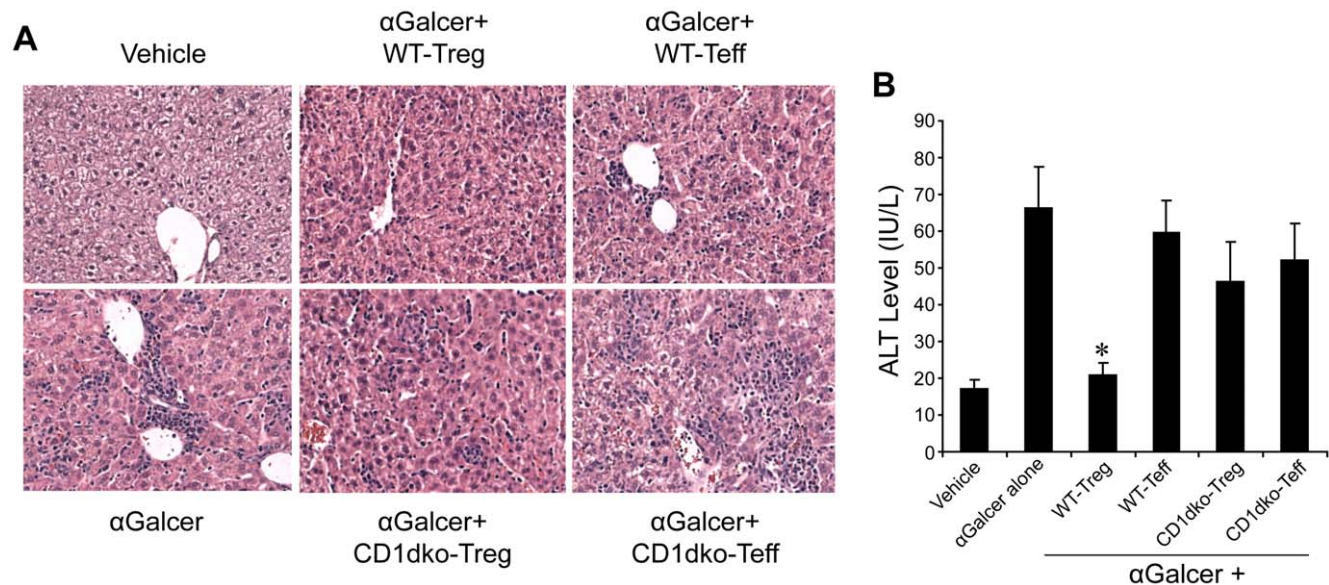 A
Vehicle
αGalcer+
WT-Treg
αGalcer+
WT-Teff
αGalcer
αGalcer+
CD1dko-Treg
αGalcer+
CD1dko-Teff
B
ALT Level (IU/L)
90
80
70
60
50
40
30
20
10
0
*
Vehicle
αGalcer alone
WT-Treg
WT-Teff
CD1dko-Treg
CD1dko-Teff
αGalcer +